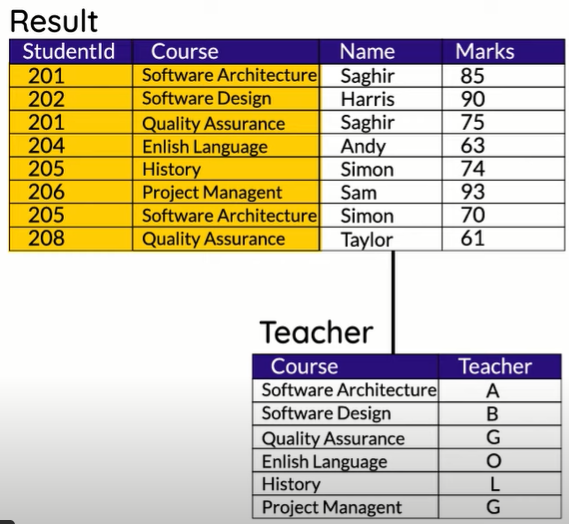 Result
StudentId Course Name Marks
201 Software Architecture Saghir 85
202 Software Design Harris 90
201 Quality Assurance Saghir 75
204 Enlish Language Andy 63
205 History Simon 74
206 Project Managent Sam 93
205 Software Architecture Simon 70
208 Quality Assurance Taylor 61
Teacher
Course Teacher
Software Architecture A
Software Design B
Quality Assurance G
Enlish Language O
History L
Project Managent G